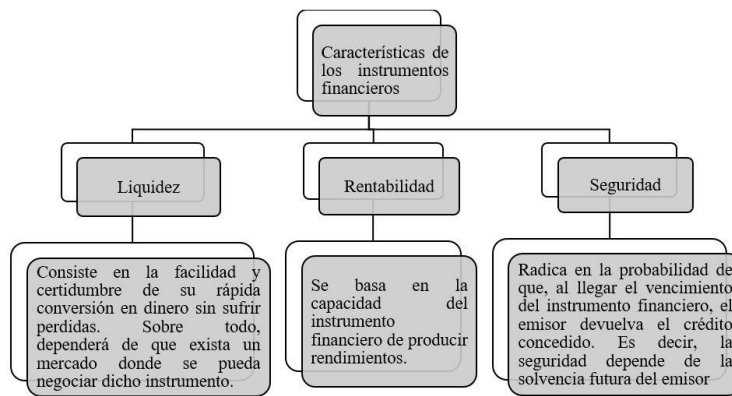 Características de
los instrumentos
financieros
Liquidez
Rentabilidad
Seguridad
Consiste en la facilidad y
certidumbre de su rápida
conversión en dinero sin sufrir
perdidas. Sobre todo,
dependerá de que exista un
mercado donde se pueda
negociar dicho instrumento.
Se basa en la
capacidad del
instrumento
financiero de producir
rendimientos.
Radica en la probabilidad de
que, al llegar el vencimiento
del instrumento financiero, el
emisor devuelva el crédito
concedido. Es decir, la
seguridad depende de la
solvencia futura del emisor